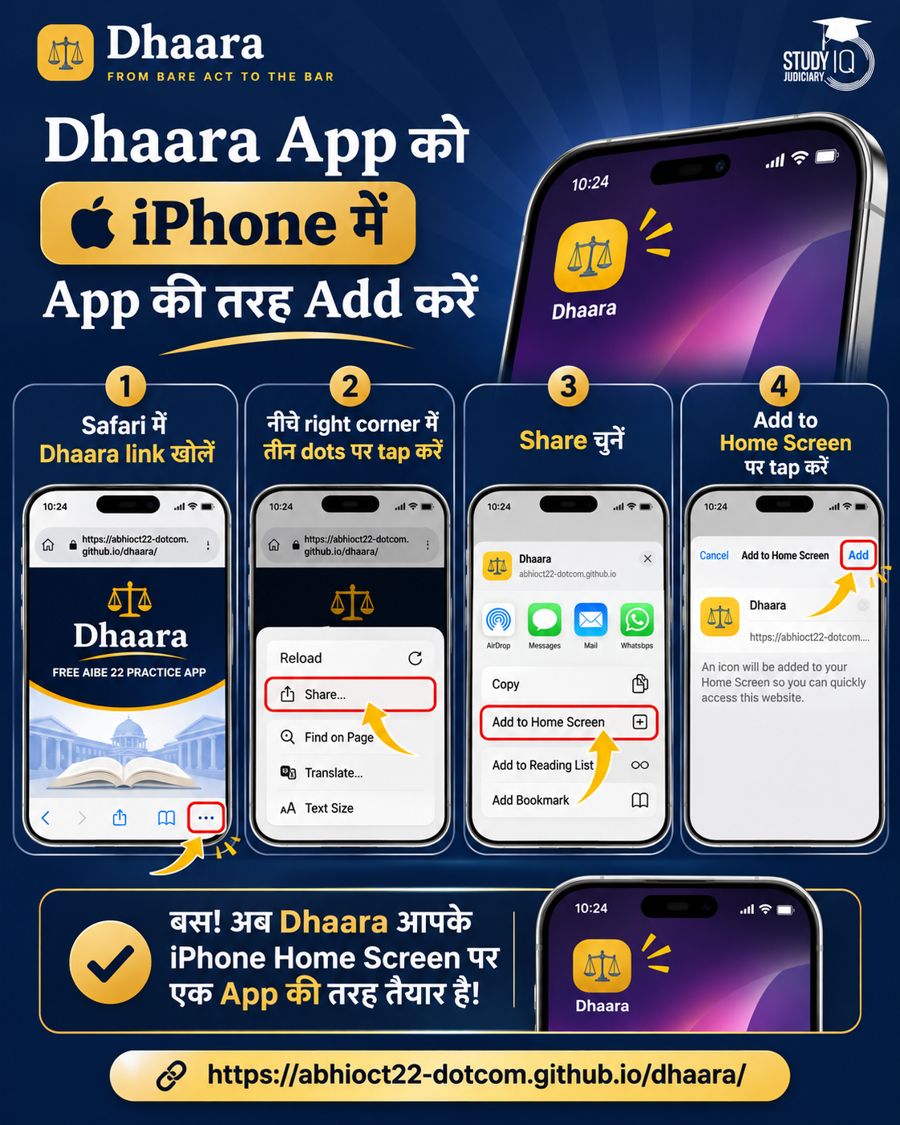 Dhaara
FROM BARE ACT TO THE BAR
STUDY IQ
JUDICIARY
Dhaara App को
iPhone में
App की तरह Add करें
10:24
Dhaara
1
Safari में
Dhaara link खोलें
10:24
https://abhioct22-dotcom.
github.io/dhaara/
Dhaara
FREE AIBE 22 PRACTICE APP
2
नीचे right corner में
तीन dots पर tap करें
10:24
https://abhioct22-dotcom.
github.io/dhaara/
Reload
Share...
Find on Page
Translate...
AA Text Size
3
Share चुनें
10:24
Dhaara
abhioct22-dotcom.github.io
AirDrop
Messages
Mail
Whatsbps
Copy
Add to Home Screen
Add to Reading List
Add Bookmark
4
Add to
Home Screen
पर tap करें
10:24
Cancel Add to Home Screen Add
Dhaara
https://abhioct22-dotcom....
An icon will be added to your
Home Screen so you can quickly
access this website.
बस! अब Dhaara आपके
iPhone Home Screen पर
एक App की तरह तैयार है!
10:24
Dhaara
https://abhioct22-dotcom.github.io/dhaara/